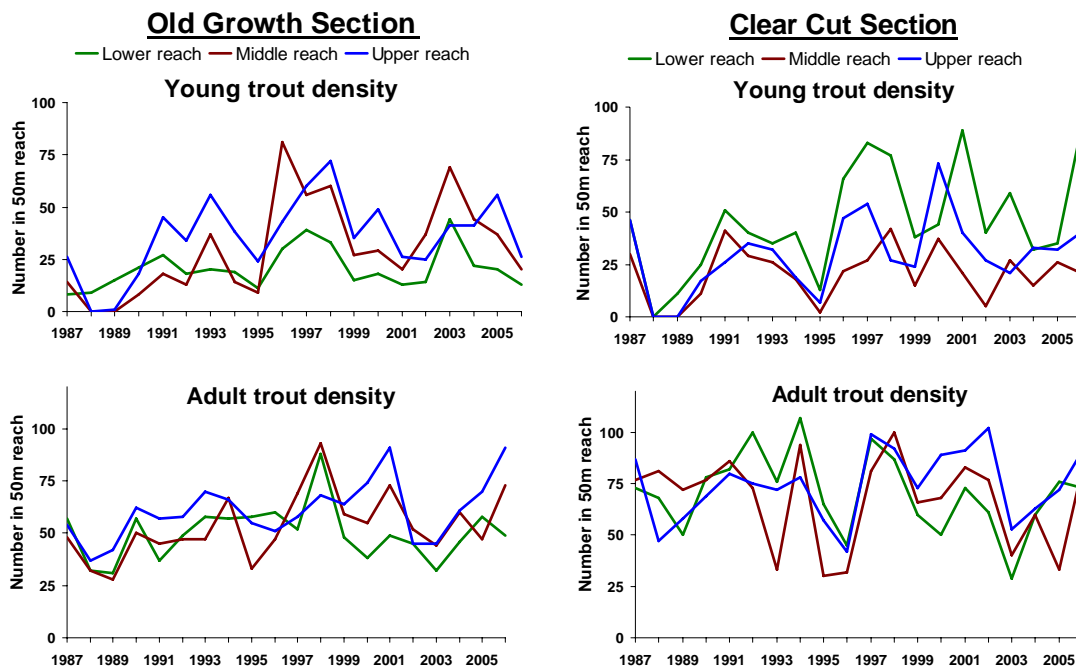 Old Growth Section
Lower reach Middle reach Upper reach
Young trout density
Number in 50m reach
100
75
50
25
0
1987 1989 1991 1993 1995 1997 1999 2001 2003 2005
Adult trout density
Number in 50m reach
100
75
50
25
0
1987 1989 1991 1993 1995 1997 1999 2001 2003 2005
Clear Cut Section
Lower reach Middle reach Upper reach
Young trout density
Number in 50m reach
100
75
50
25
0
1987 1989 1991 1993 1995 1997 1999 2001 2003 2005
Adult trout density
Number in 50m reach
100
75
50
25
0
1987 1989 1991 1993 1995 1997 1999 2001 2003 2005